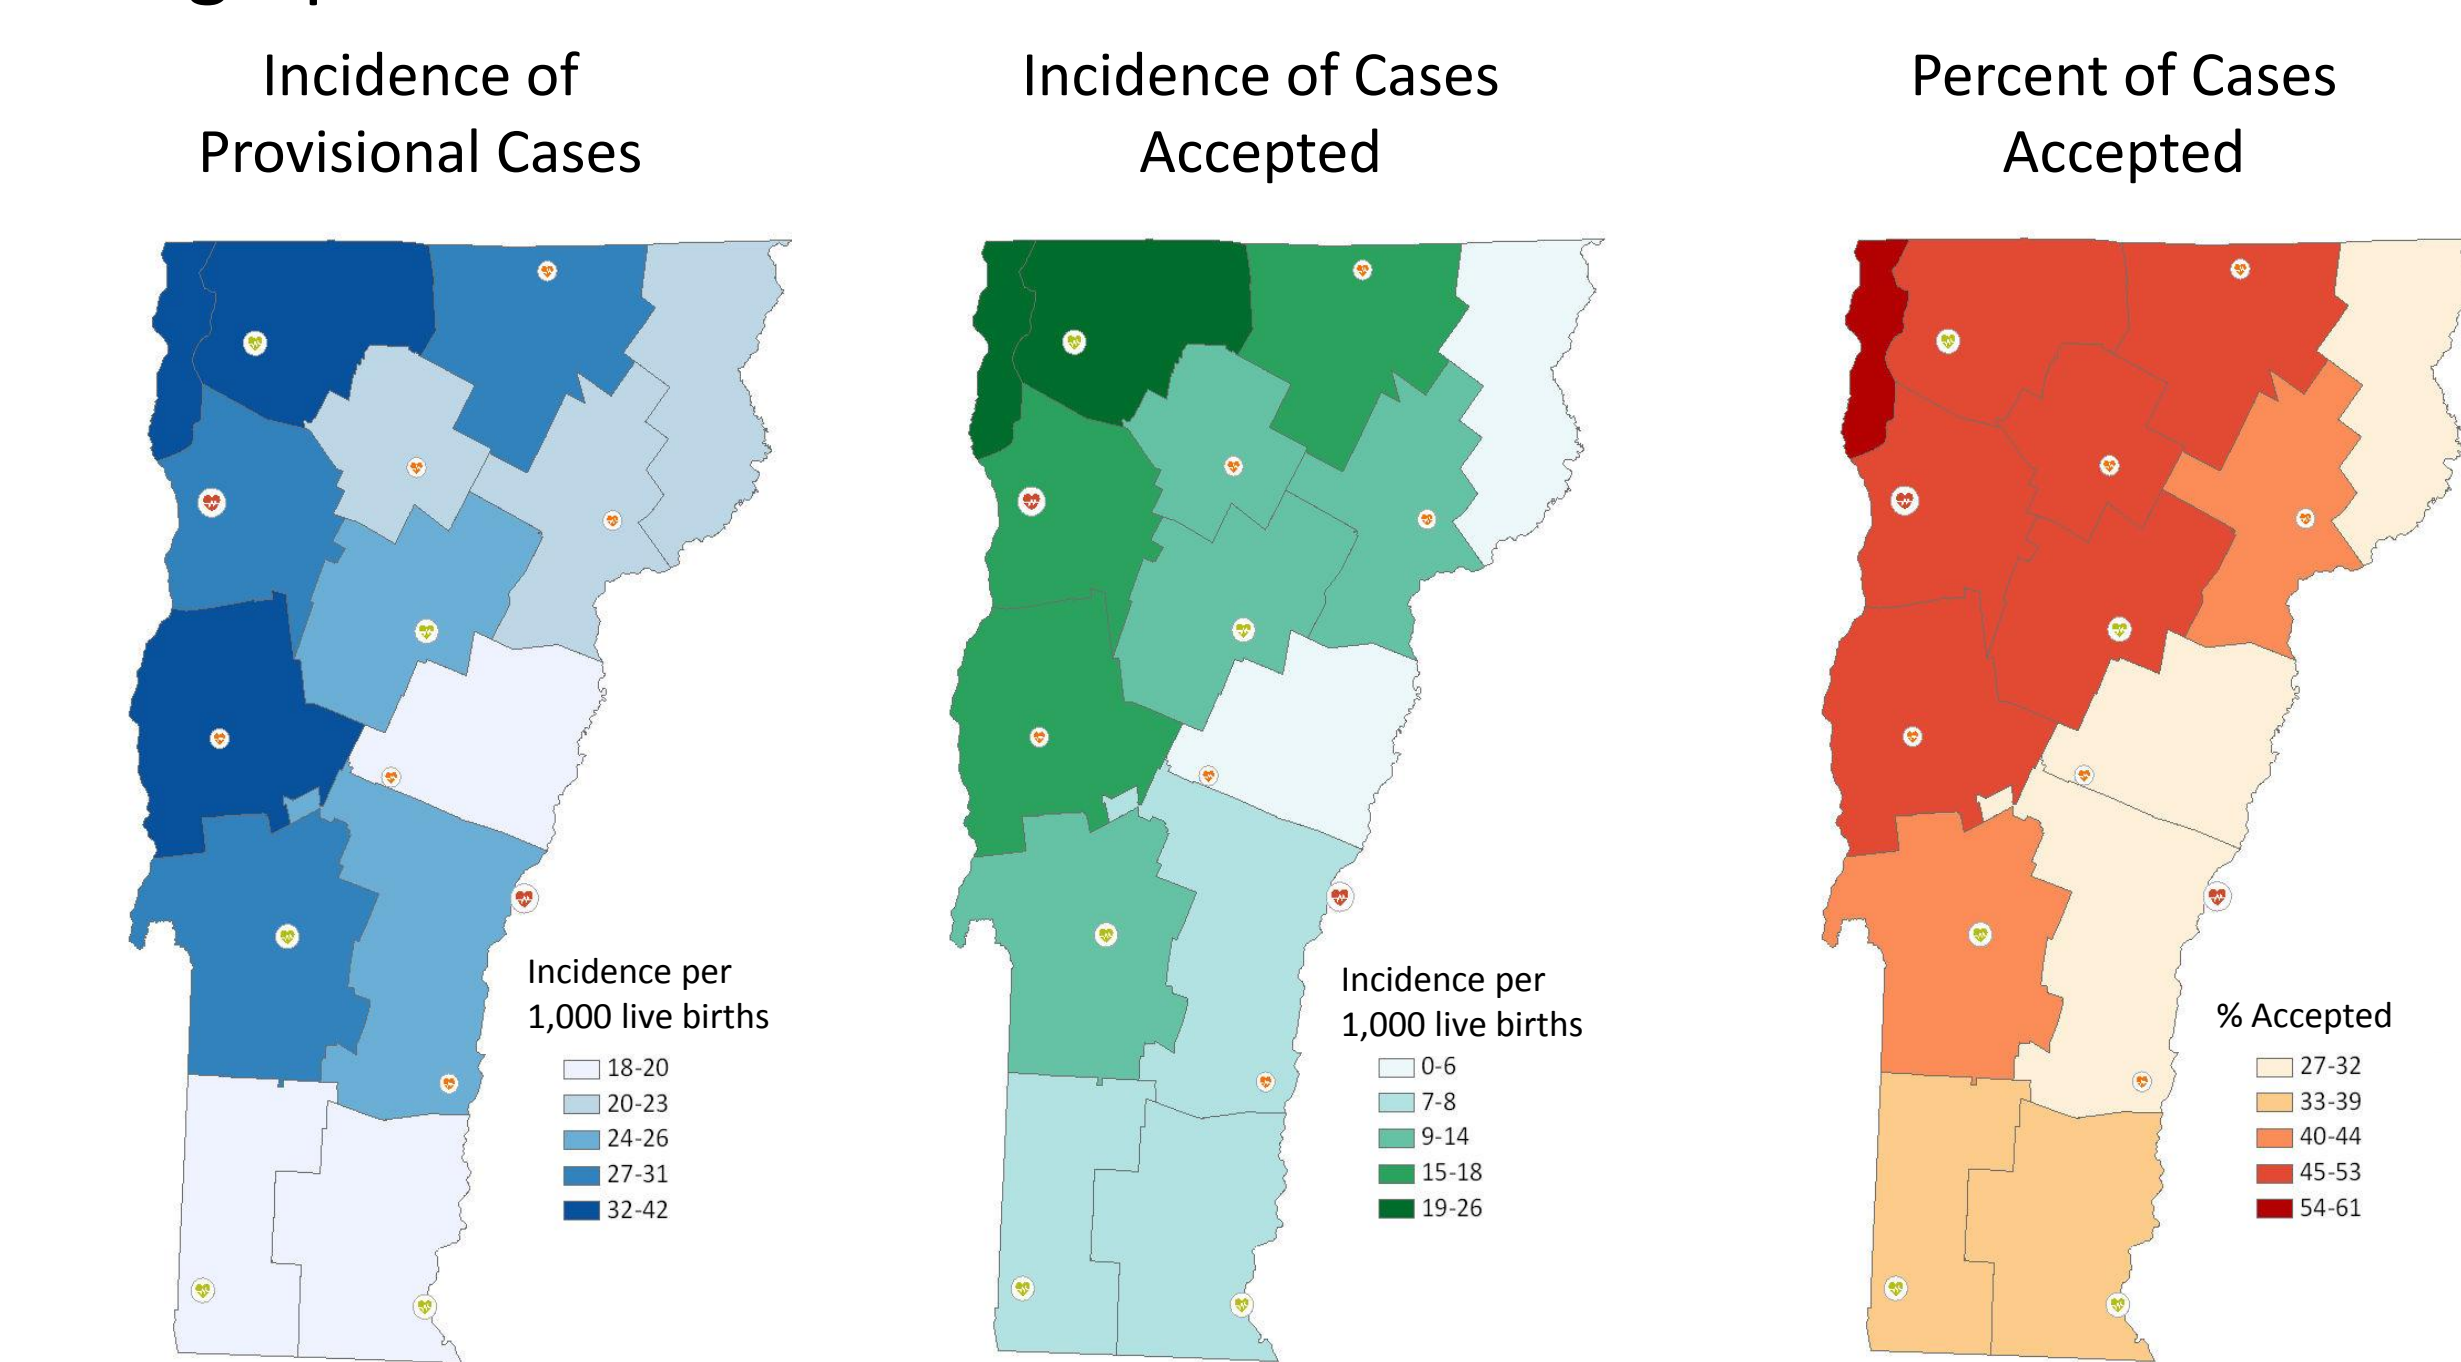 Incidence of
Provisional Cases
Incidence per
1,000 live births
18-20
20-23
24-26
27-31
32-42
Incidence of Cases
Accepted
Incidence per
1,000 live births
0-6
7-8
9-14
15-18
19-26
Percent of Cases
Accepted
% Accepted
27-32
33-39
40-44
45-53
54-61